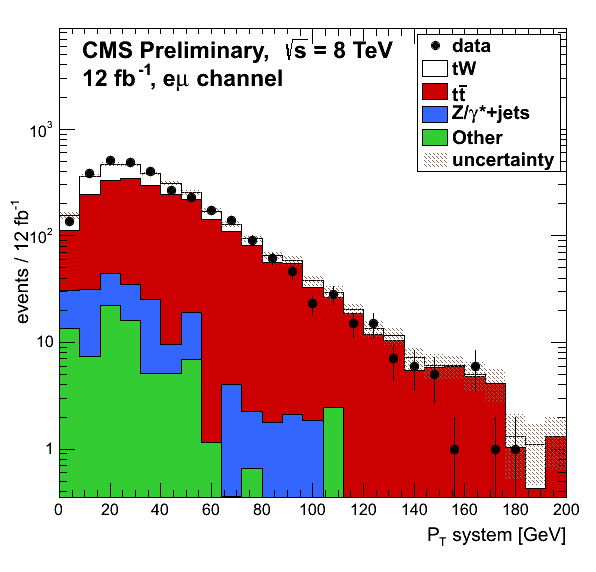 CMS Preliminary, √s = 8 TeV
12 fb⁻¹, eμ channel
data
tW
tt̄
Z/γ*+jets
Other
uncertainty
events / 12 fb⁻¹
10³
10²
10
1
0 20 40 60 80 100 120 140 160 180 200
P_T system [GeV]